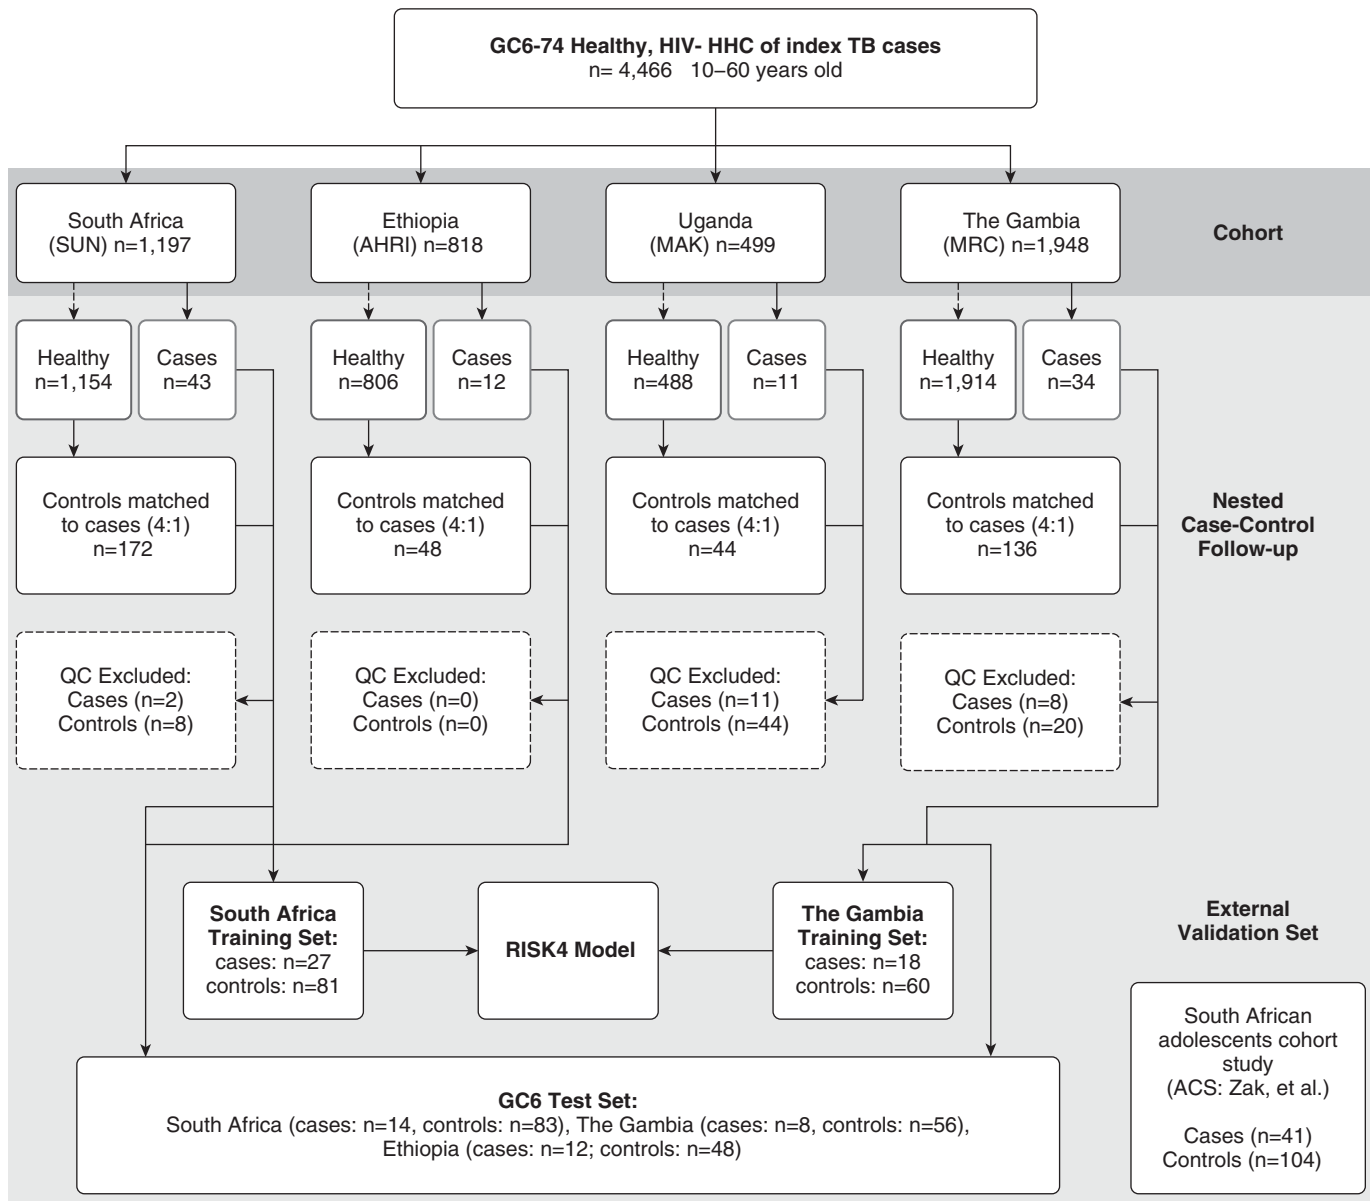 GC6-74 Healthy, HIV- HHC of index TB cases
n= 4,466 10–60 years old
South Africa
(SUN) n=1,197
Ethiopia
(AHRI) n=818
Uganda
(MAK) n=499
The Gambia
(MRC) n=1,948
Cohort
Healthy
n=1,154
Cases
n=43
Healthy
n=806
Cases
n=12
Healthy
n=488
Cases
n=11
Healthy
n=1,914
Cases
n=34
Controls matched
to cases (4:1)
n=172
Controls matched
to cases (4:1)
n=48
Controls matched
to cases (4:1)
n=44
Controls matched
to cases (4:1)
n=136
Nested
Case-Control
Follow-up
QC Excluded:
Cases (n=2)
Controls (n=8)
QC Excluded:
Cases (n=0)
Controls (n=0)
QC Excluded:
Cases (n=11)
Controls (n=44)
QC Excluded:
Cases (n=8)
Controls (n=20)
South Africa
Training Set:
cases: n=27
controls: n=81
RISK4 Model
The Gambia
Training Set:
cases: n=18
controls: n=60
External
Validation Set
South African
adolescents cohort
study
(ACS: Zak, et al.)
Cases (n=41)
Controls (n=104)
GC6 Test Set:
South Africa (cases: n=14, controls: n=83), The Gambia (cases: n=8, controls: n=56),
Ethiopia (cases: n=12; controls: n=48)